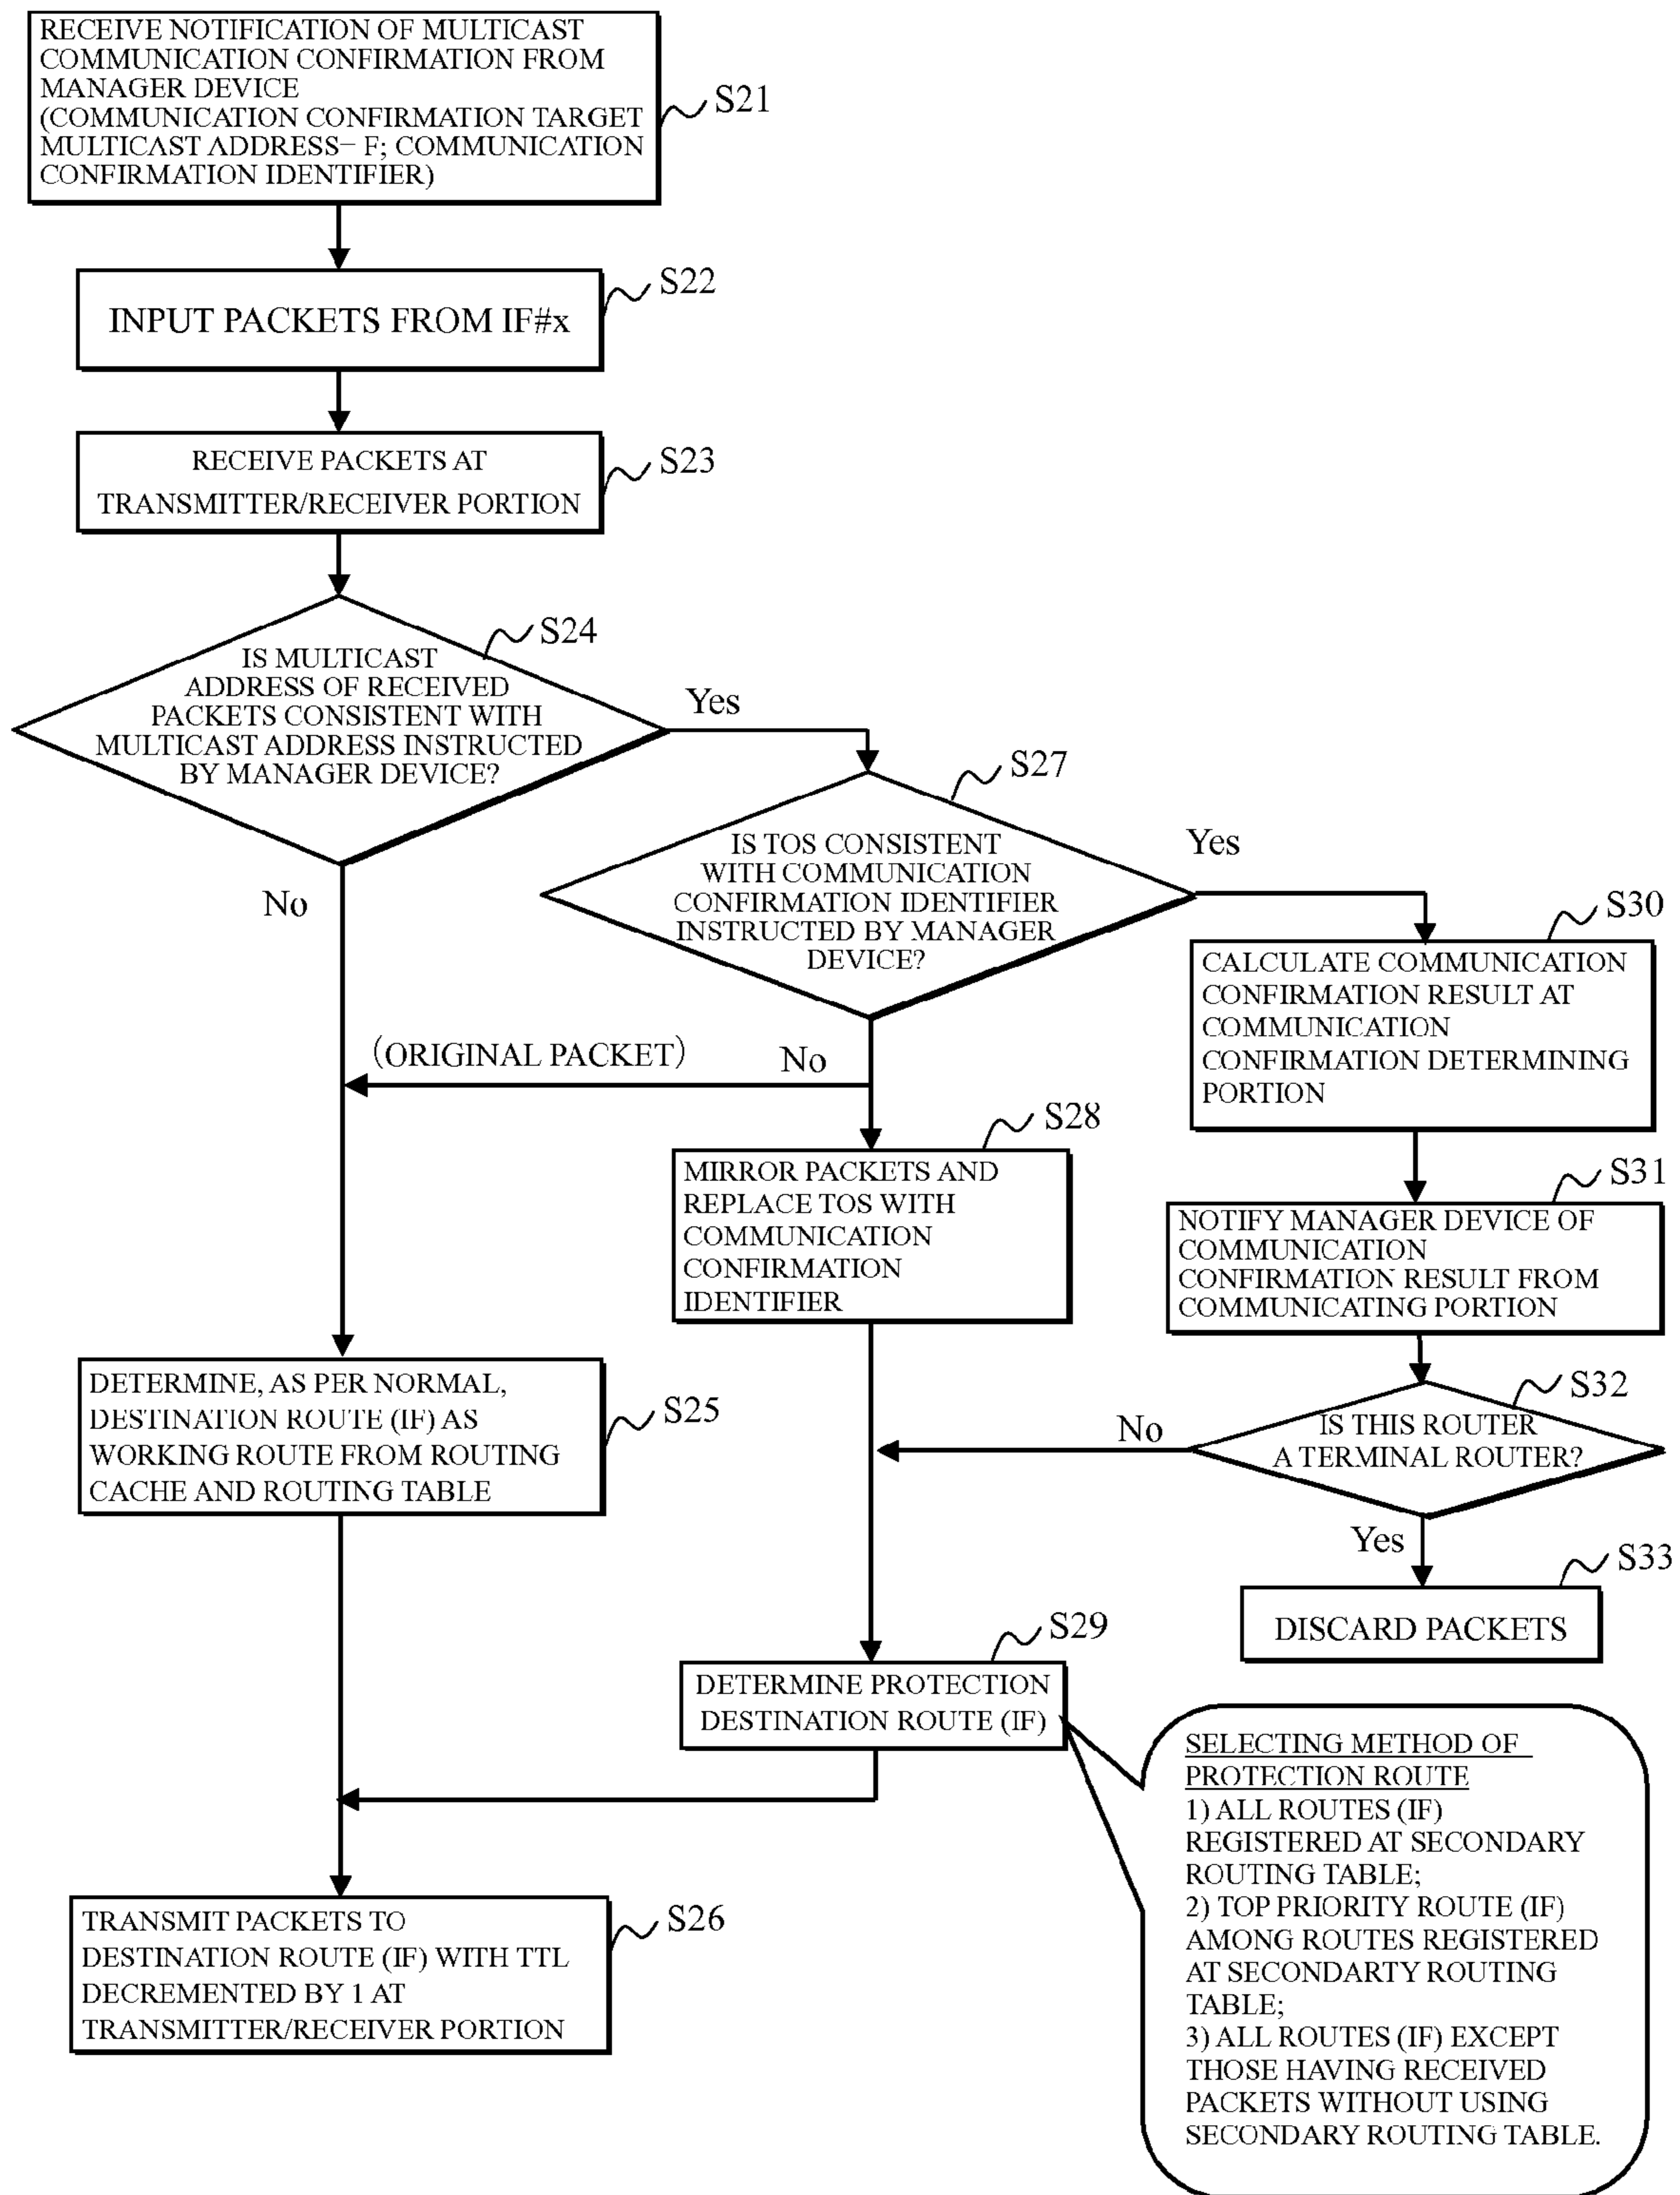 RECEIVE NOTIFICATION OF MULTICAST
COMMUNICATION CONFIRMATION FROM
MANAGER DEVICE
(COMMUNICATION CONFIRMATION TARGET
MULTICAST ADDRESS− F; COMMUNICATION
CONFIRMATION IDENTIFIER)
S21
INPUT PACKETS FROM IF#x
S22
RECEIVE PACKETS AT
TRANSMITTER/RECEIVER PORTION
S23
IS MULTICAST
ADDRESS OF RECEIVED
PACKETS CONSISTENT WITH
MULTICAST ADDRESS INSTRUCTED
BY MANAGER DEVICE?
S24
Yes
No
IS TOS CONSISTENT
WITH COMMUNICATION
CONFIRMATION IDENTIFIER
INSTRUCTED BY MANAGER
DEVICE?
S27
Yes
No
(ORIGINAL PACKET)
CALCULATE COMMUNICATION
CONFIRMATION RESULT AT
COMMUNICATION
CONFIRMATION DETERMINING
PORTION
S30
MIRROR PACKETS AND
REPLACE TOS WITH
COMMUNICATION
CONFIRMATION
IDENTIFIER
S28
NOTIFY MANAGER DEVICE OF
COMMUNICATION
CONFIRMATION RESULT FROM
COMMUNICATING PORTION
S31
DETERMINE, AS PER NORMAL,
DESTINATION ROUTE (IF) AS
WORKING ROUTE FROM ROUTING
CACHE AND ROUTING TABLE
S25
IS THIS ROUTER
A TERMINAL ROUTER?
S32
No
Yes
DISCARD PACKETS
S33
DETERMINE PROTECTION
DESTINATION ROUTE (IF)
S29
SELECTING METHOD OF
PROTECTION ROUTE
1) ALL ROUTES (IF)
REGISTERED AT SECONDARY
ROUTING TABLE;
2) TOP PRIORITY ROUTE (IF)
AMONG ROUTES REGISTERED
AT SECONDARTY ROUTING
TABLE;
3) ALL ROUTES (IF) EXCEPT
THOSE HAVING RECEIVED
PACKETS WITHOUT USING
SECONDARY ROUTING TABLE.
TRANSMIT PACKETS TO
DESTINATION ROUTE (IF) WITH TTL
DECREMENTED BY 1 AT
TRANSMITTER/RECEIVER PORTION
S26